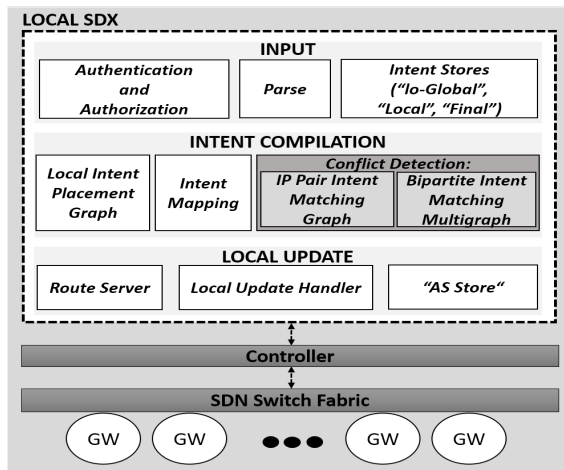 LOCAL SDX
INPUT
Authentication
and
Authorization
Parse
Intent Stores
("lo-Global",
"Local", "Final")
INTENT COMPILATION
Local Intent
Placement
Graph
Intent
Mapping
Conflict Detection:
IP Pair Intent
Matching
Graph
Bipartite Intent
Matching
Multigraph
LOCAL UPDATE
Route Server
Local Update Handler
“AS Store“
Controller
SDN Switch Fabric
GW
GW
GW
GW